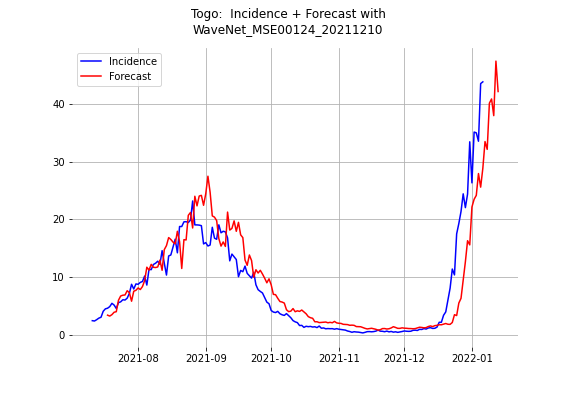 Togo:  Incidence + Forecast with
WaveNet_MSE00124_20211210
Incidence
Forecast
40
30
20
10
0
2021-08
2021-09
2021-10
2021-11
2021-12
2022-01